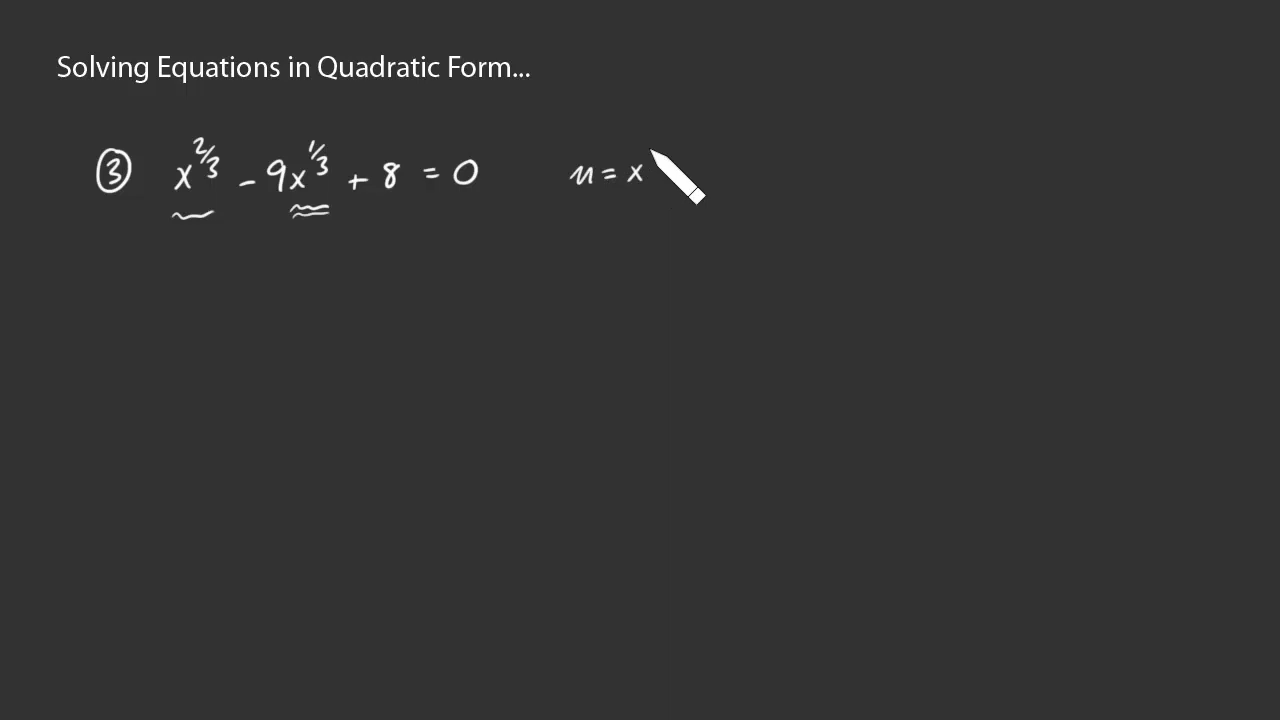 Solving Equations in Quadratic Form...
③ x^{2/3} - 9x^{1/3} + 8 = 0 u = x